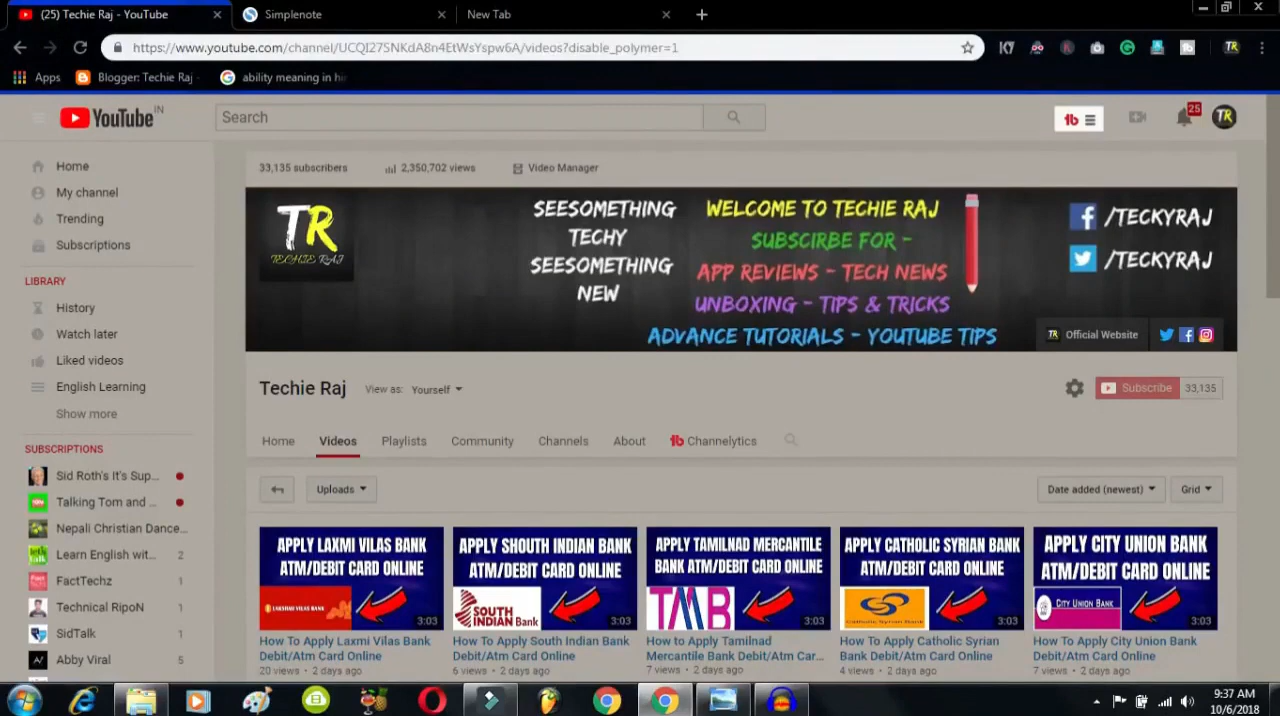 (25) Techie Raj - YouTube
Simplenote
New Tab
https://www.youtube.com/channel/UCQI27SNKdA8n4EtWsYspw6A/videos?disable_polymer=1
Apps
Blogger: Techie Raj
ability meaning in hi
YouTube IN
Search
25
TR
33,135 subscribers
2,350,702 views
Video Manager
TR
TECHIE RAJ
SEESOMETHING
TECHY
SEESOMETHING
NEW
WELCOME TO TECHIE RAJ
SUBSCIRBE FOR -
APP REVIEWS - TECH NEWS
UNBOXING - TIPS & TRICKS
ADVANCE TUTORIALS - YOUTUBE TIPS
/TECKYRAJ
/TECKYRAJ
Official Website
Home
My channel
Trending
Subscriptions
LIBRARY
History
Watch later
Liked videos
English Learning
Show more
SUBSCRIPTIONS
Sid Roth's It's Sup...
Talking Tom and ...
Nepali Christian Dance...
Learn English wit... 2
FactTechz 1
Technical RipoN 1
SidTalk 1
Abby Viral 5
Techie Raj
View as: Yourself
Subscribe 33,135
Home
Videos
Playlists
Community
Channels
About
Channelytics
Uploads
Date added (newest)
Grid
APPLY LAXMI VILAS BANK
ATM/DEBIT CARD ONLINE
LAKSHMI VILAS BANK
3:03
How To Apply Laxmi Vilas Bank
Debit/Atm Card Online
20 views • 2 days ago
APPLY SHOUTH INDIAN BANK
ATM/DEBIT CARD ONLINE
SOUTH
INDIAN Bank
3:03
How To Apply South Indian Bank
Debit/Atm Card Online
6 views • 2 days ago
APPLY TAMILNAD MERCANTILE
BANK ATM/DEBIT CARD ONLINE
TMB
3:03
How to Apply Tamilnad
Mercantile Bank Debit/Atm Car...
7 views • 2 days ago
APPLY CATHOLIC SYRIAN BANK
ATM/DEBIT CARD ONLINE
Catholic Syrian Bank
3:03
How To Apply Catholic Syrian
Bank Debit/Atm Card Online
4 views • 2 days ago
APPLY CITY UNION BANK
ATM/DEBIT CARD ONLINE
CITY UNION BANK
3:03
How To Apply City Union Bank
Debit/Atm Card Online
7 views • 2 days ago
9:37 AM
10/6/2018